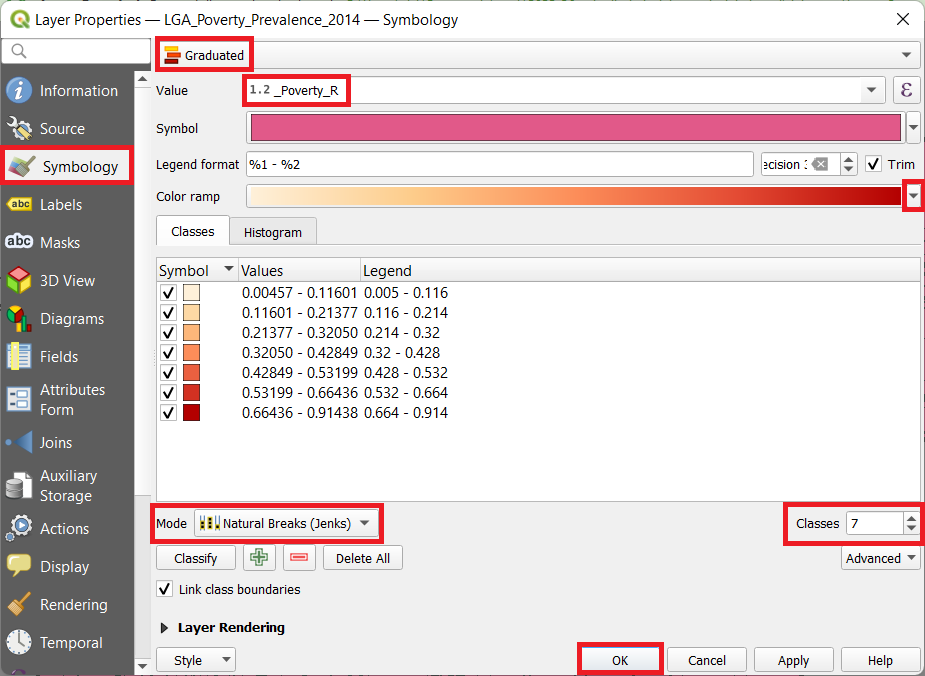 Layer Properties — LGA_Poverty_Prevalence_2014 — Symbology
Information
Source
Symbology
Labels
Masks
3D View
Diagrams
Fields
Attributes
Form
Joins
Auxiliary
Storage
Actions
Display
Rendering
Temporal
Graduated
Value 1.2 _Poverty_R ε
Symbol
Legend format %1 - %2 ecision 3 Trim
Color ramp
Classes Histogram
Symbol Values Legend
0.00457 - 0.11601 0.005 - 0.116
0.11601 - 0.21377 0.116 - 0.214
0.21377 - 0.32050 0.214 - 0.32
0.32050 - 0.42849 0.32 - 0.428
0.42849 - 0.53199 0.428 - 0.532
0.53199 - 0.66436 0.532 - 0.664
0.66436 - 0.91438 0.664 - 0.914
Mode Natural Breaks (Jenks) Classes 7
Classify Delete All Advanced
Link class boundaries
Layer Rendering
Style OK Cancel Apply Help